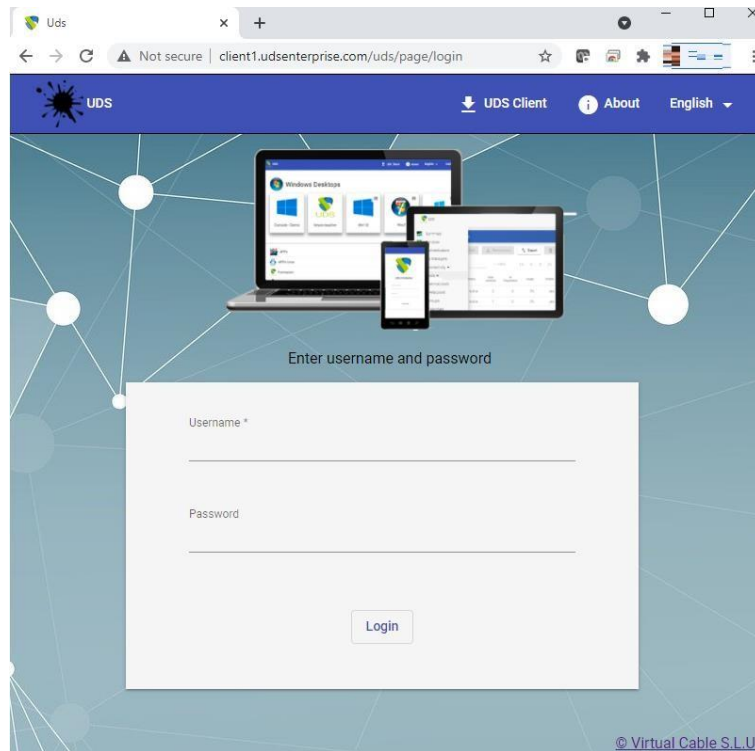 Uds
Not secure
client1.udsenterprise.com/uds/page/login
UDS
UDS Client
About
English
Windows Desktops
Enter username and password
Username *
Password
Login
© Virtual Cable S.L.U